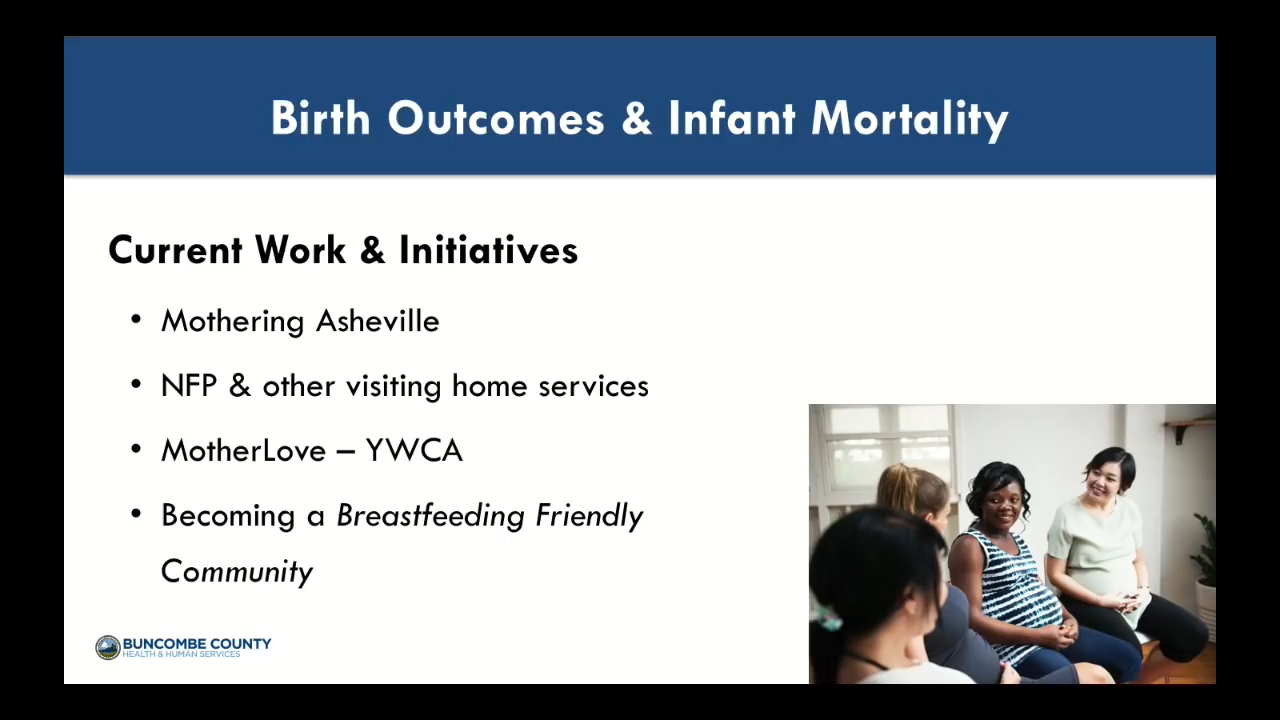 Birth Outcomes & Infant Mortality
Current Work & Initiatives
• Mothering Asheville
• NFP & other visiting home services
• MotherLove – YWCA
• Becoming a Breastfeeding Friendly
Community
BUNCOMBE COUNTY
HEALTH & HUMAN SERVICES